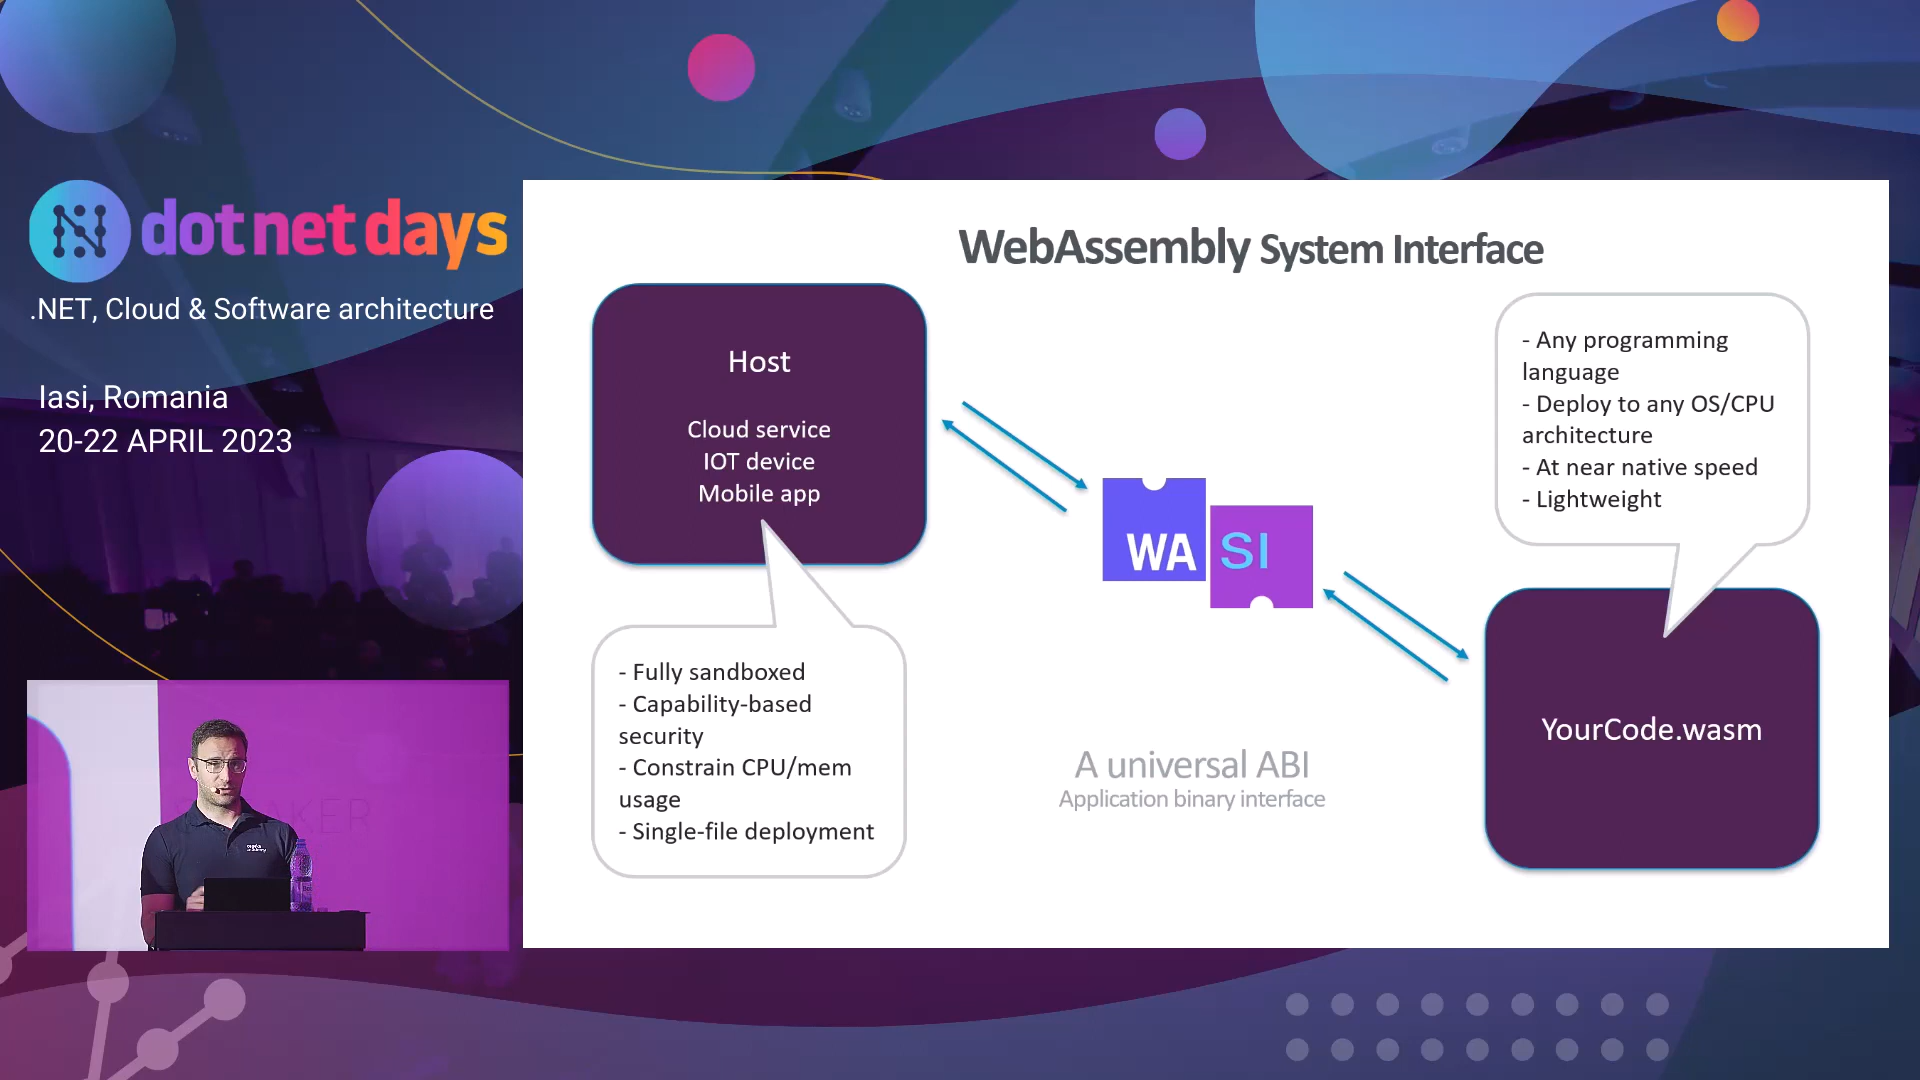 dotnetdays
.NET, Cloud & Software architecture
Iasi, Romania
20-22 APRIL 2023
WebAssembly System Interface
Host
Cloud service
IOT device
Mobile app
- Fully sandboxed
- Capability-based
security
- Constrain CPU/mem
usage
- Single-file deployment
WA
SI
A universal ABI
Application binary interface
- Any programming
language
- Deploy to any OS/CPU
architecture
- At near native speed
- Lightweight
YourCode.wasm